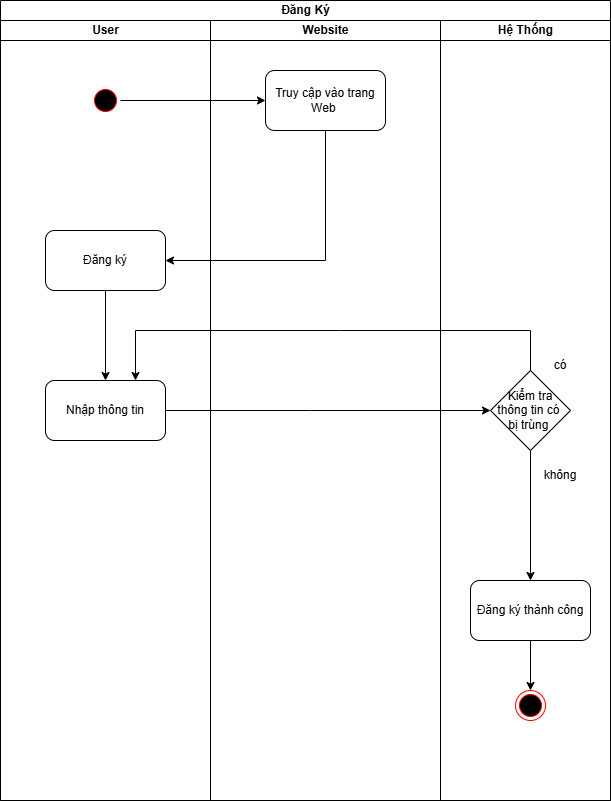 Đăng Ký
User
Website
Hệ Thống
Truy cập vào trang
Web
Đăng ký
có
Kiểm tra
thông tin có
bị trùng
Nhập thông tin
không
Đăng ký thành công